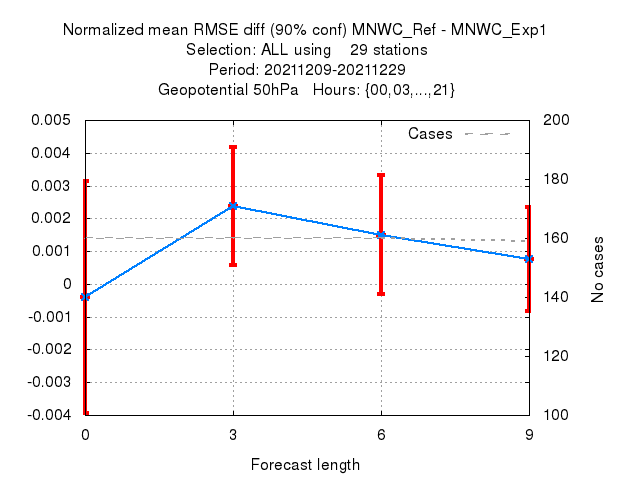 Normalized mean RMSE diff (90% conf) MNWC_Ref - MNWC_Exp1
Selection: ALL using    29 stations
Period: 20211209-20211229
Geopotential 50hPa   Hours: {00,03,...,21}
Cases
0.005
0.004
0.003
0.002
0.001
0
-0.001
-0.002
-0.003
-0.004
200
180
160
140
120
100
No cases
0
3
6
9
Forecast length